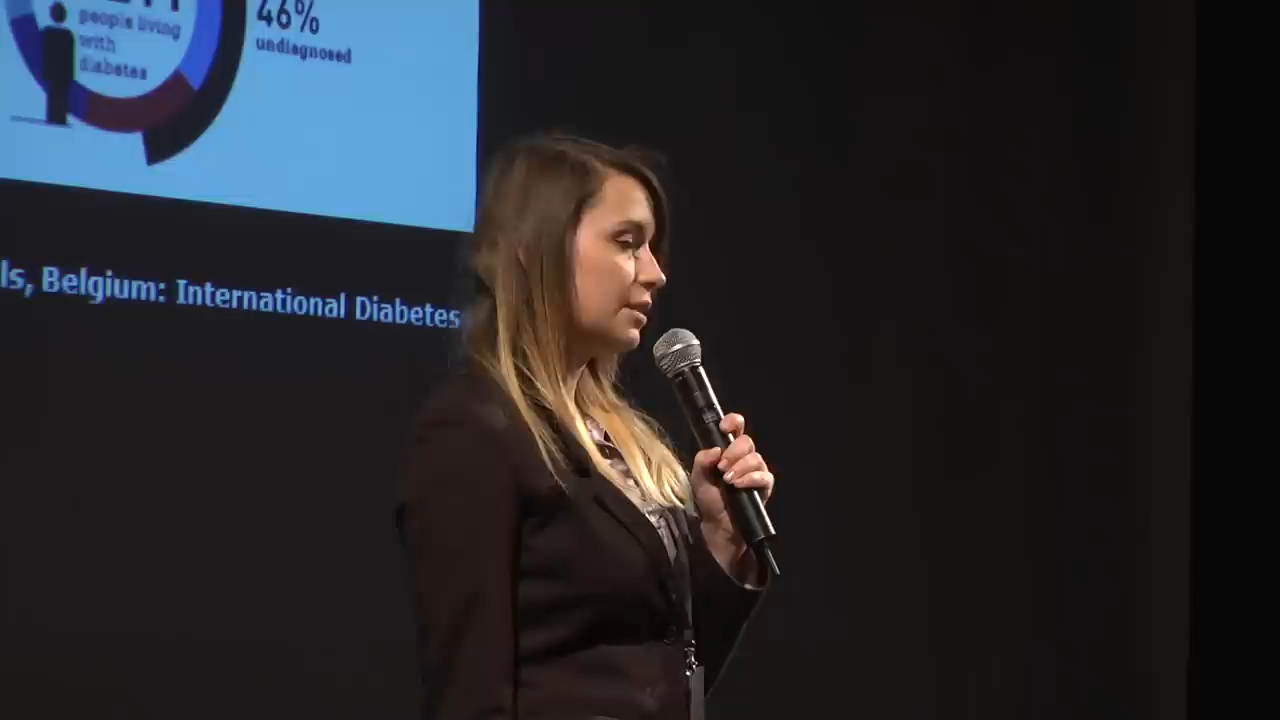 people living
with
diabetes
46%
undiagnosed
ls, Belgium: International Diabetes